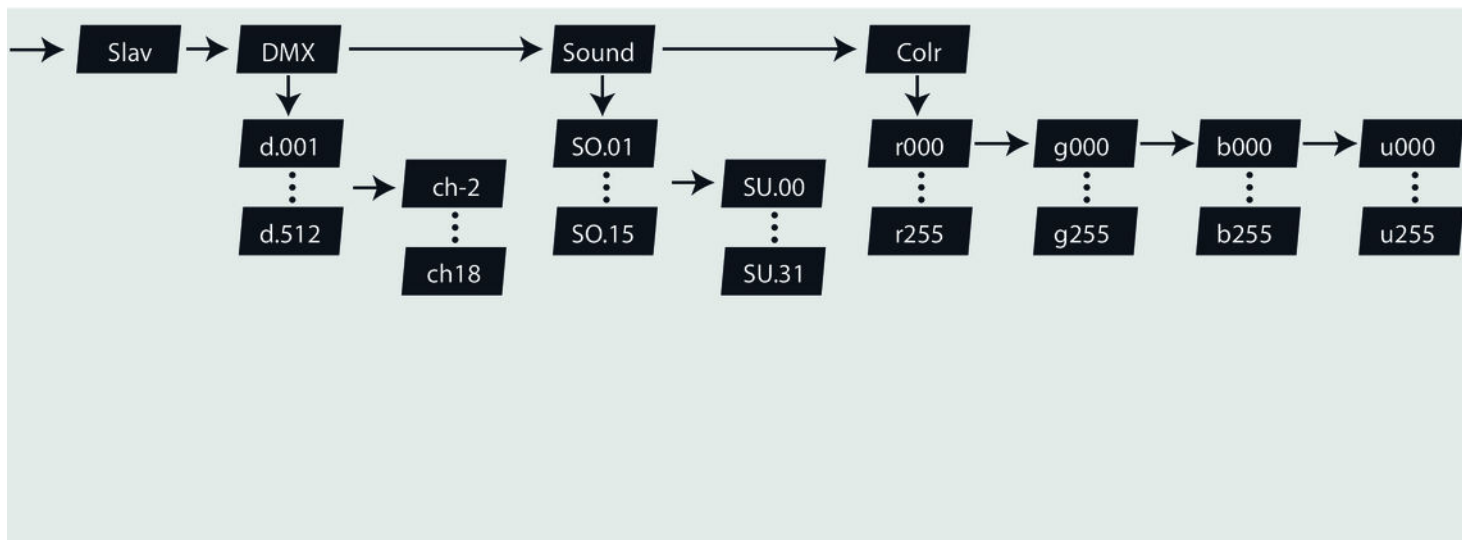 Slav DMX Sound Colr
d.001 SO.01 r000 g000 b000 u000
ch-2 SU.00
d.512 SO.15 r255 g255 b255 u255
ch18 SU.31